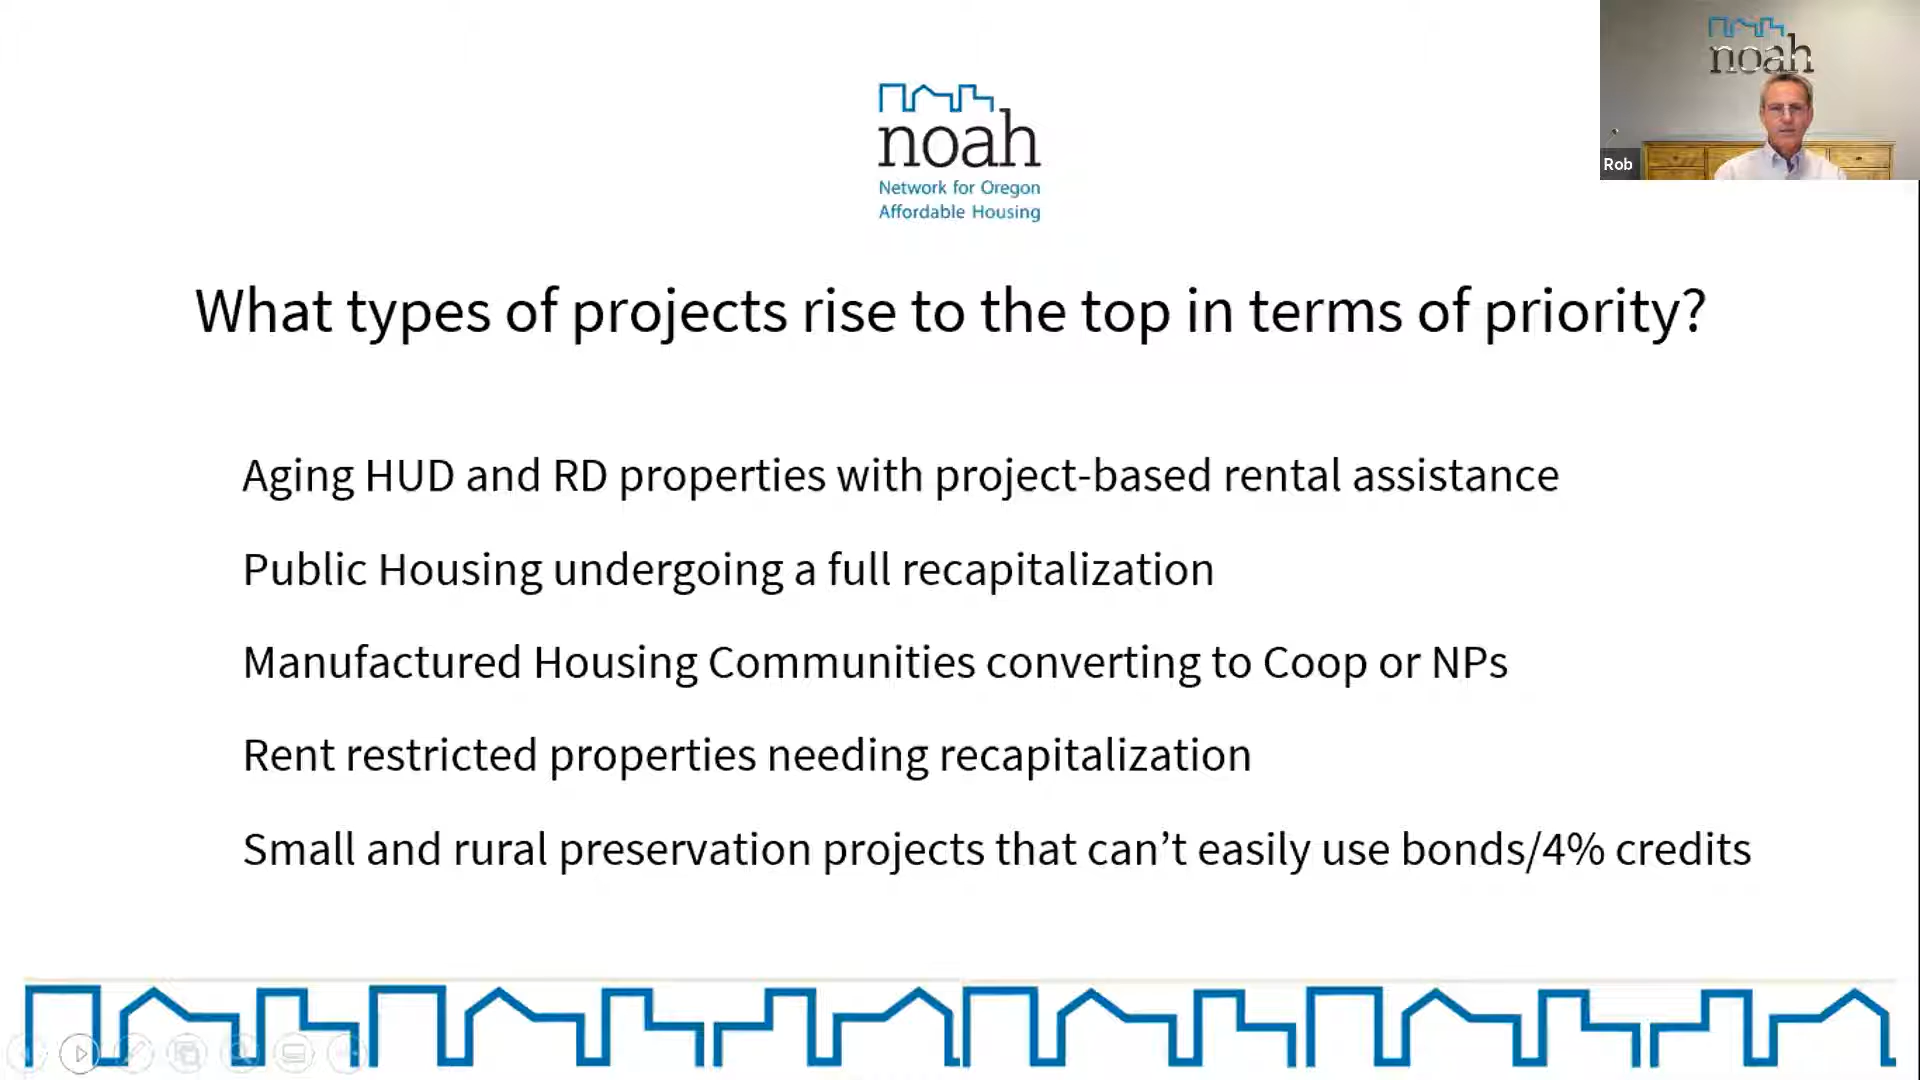 noah
Rob
noah
Network for Oregon
Affordable Housing
What types of projects rise to the top in terms of priority?
Aging HUD and RD properties with project-based rental assistance
Public Housing undergoing a full recapitalization
Manufactured Housing Communities converting to Coop or NPs
Rent restricted properties needing recapitalization
Small and rural preservation projects that can’t easily use bonds/4% credits